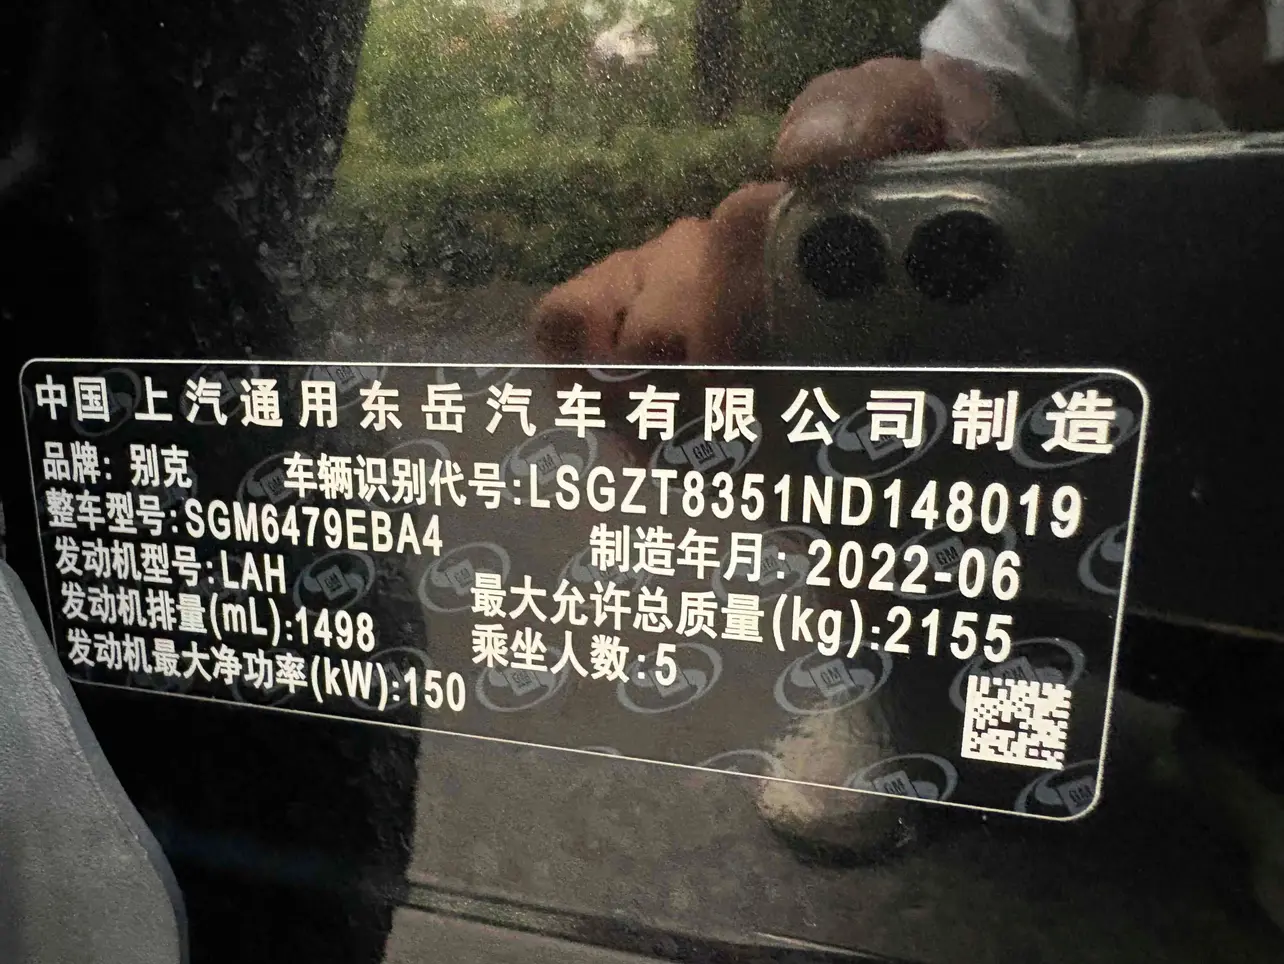 中国上汽通用东岳汽车有限公司制造
品牌: 别克 车辆识别代号:LSGZT8351ND148019
整车型号:SGM6479EBA4 制造年月: 2022-06
发动机型号:LAH 最大允许总质量(kg):2155
发动机排量(mL):1498 乘坐人数:5
发动机最大净功率(kW):150
GM